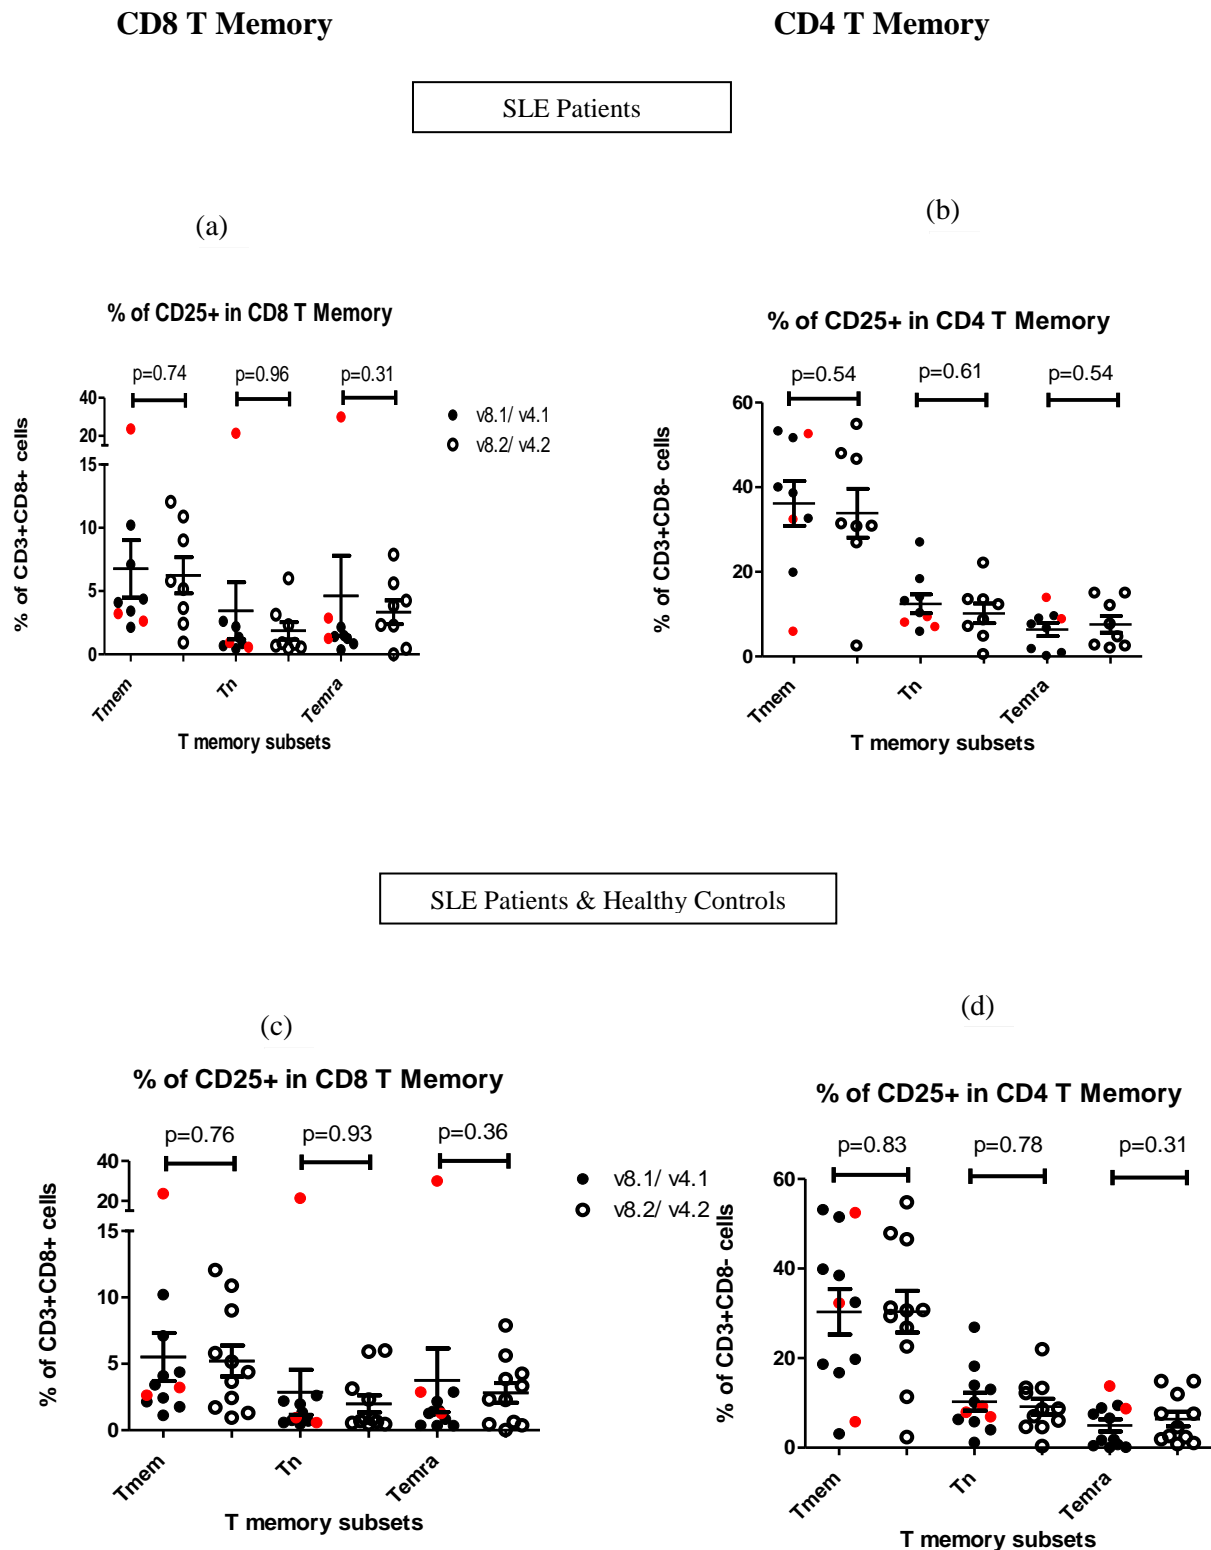 CD8 T Memory
CD4 T Memory
SLE Patients
(a)
(b)
% of CD25+ in CD8 T Memory
% of CD25+ in CD4 T Memory
p=0.74
p=0.96
p=0.31
p=0.54
p=0.61
p=0.54
% of CD3+CD8+ cells
40
20
15
10
5
0
v8.1/ v4.1
v8.2/ v4.2
% of CD3+CD8- cells
60
40
20
0
Tmem
Tn
Temra
T memory subsets
Tmem
Tn
Temra
T memory subsets
SLE Patients & Healthy Controls
(c)
(d)
% of CD25+ in CD8 T Memory
% of CD25+ in CD4 T Memory
p=0.76
p=0.93
p=0.36
p=0.83
p=0.78
p=0.31
% of CD3+CD8+ cells
40
20
15
10
5
0
v8.1/ v4.1
v8.2/ v4.2
% of CD3+CD8- cells
60
40
20
0
Tmem
Tn
Temra
T memory subsets
Tmem
Tn
Temra
T memory subsets